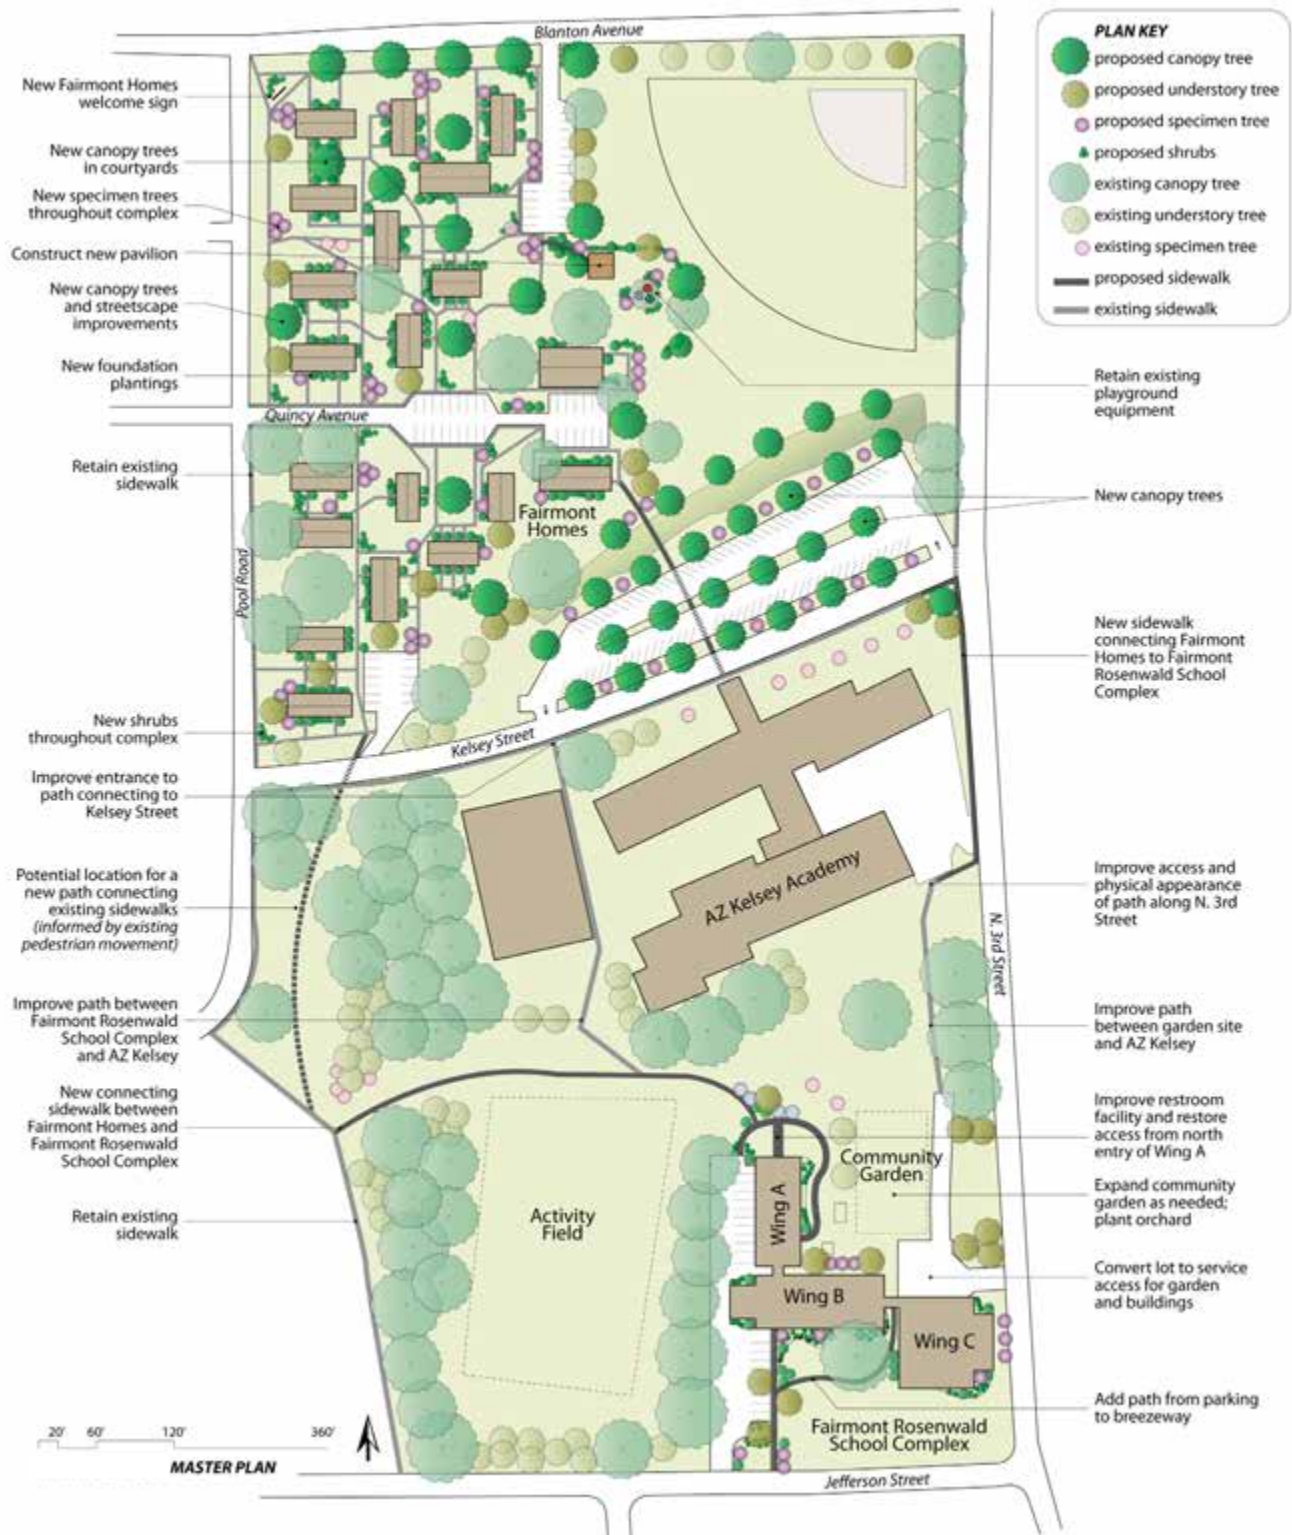 Blanton Avenue
PLAN KEY
proposed canopy tree
proposed understory tree
proposed specimen tree
proposed shrubs
existing canopy tree
existing understory tree
existing specimen tree
proposed sidewalk
existing sidewalk
New Fairmont Homes
welcome sign
New canopy trees
in courtyards
New specimen trees
throughout complex
Construct new pavilion
New canopy trees
and streetscape
improvements
New foundation
plantings
Quincy Avenue
Retain existing
sidewalk
Pool Road
Fairmont
Homes
New shrubs
throughout complex
Kelsey Street
Improve entrance to
path connecting to
Kelsey Street
Potential location for a
new path connecting
existing sidewalks
(informed by existing
pedestrian movement)
Improve path between
Fairmont Rosenwald
School Complex
and AZ Kelsey
New connecting
sidewalk between
Fairmont Homes and
Fairmont Rosenwald
School Complex
Retain existing
sidewalk
Retain existing
playground
equipment
New canopy trees
New sidewalk
connecting Fairmont
Homes to Fairmont
Rosenwald School
Complex
AZ Kelsey Academy
Improve access and
physical appearance
of path along N. 3rd
Street
N. 3rd Street
Improve path
between garden site
and AZ Kelsey
Improve restroom
facility and restore
access from north
entry of Wing A
Community
Garden
Expand community
garden as needed;
plant orchard
Activity
Field
Wing A
Wing B
Wing C
Convert lot to service
access for garden
and buildings
Add path from parking
to breezeway
Fairmont Rosenwald
School Complex
20' 60' 120' 360'
MASTER PLAN
Jefferson Street